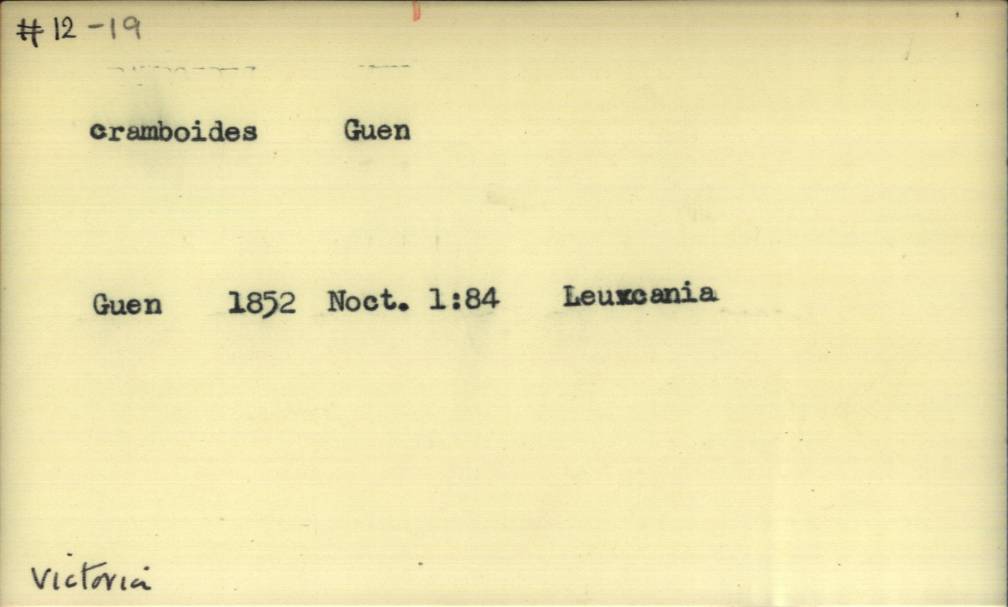 #12-19
cramboides Guen
Guen 1852 Noct. 1:84 Leuxcania
Victoria